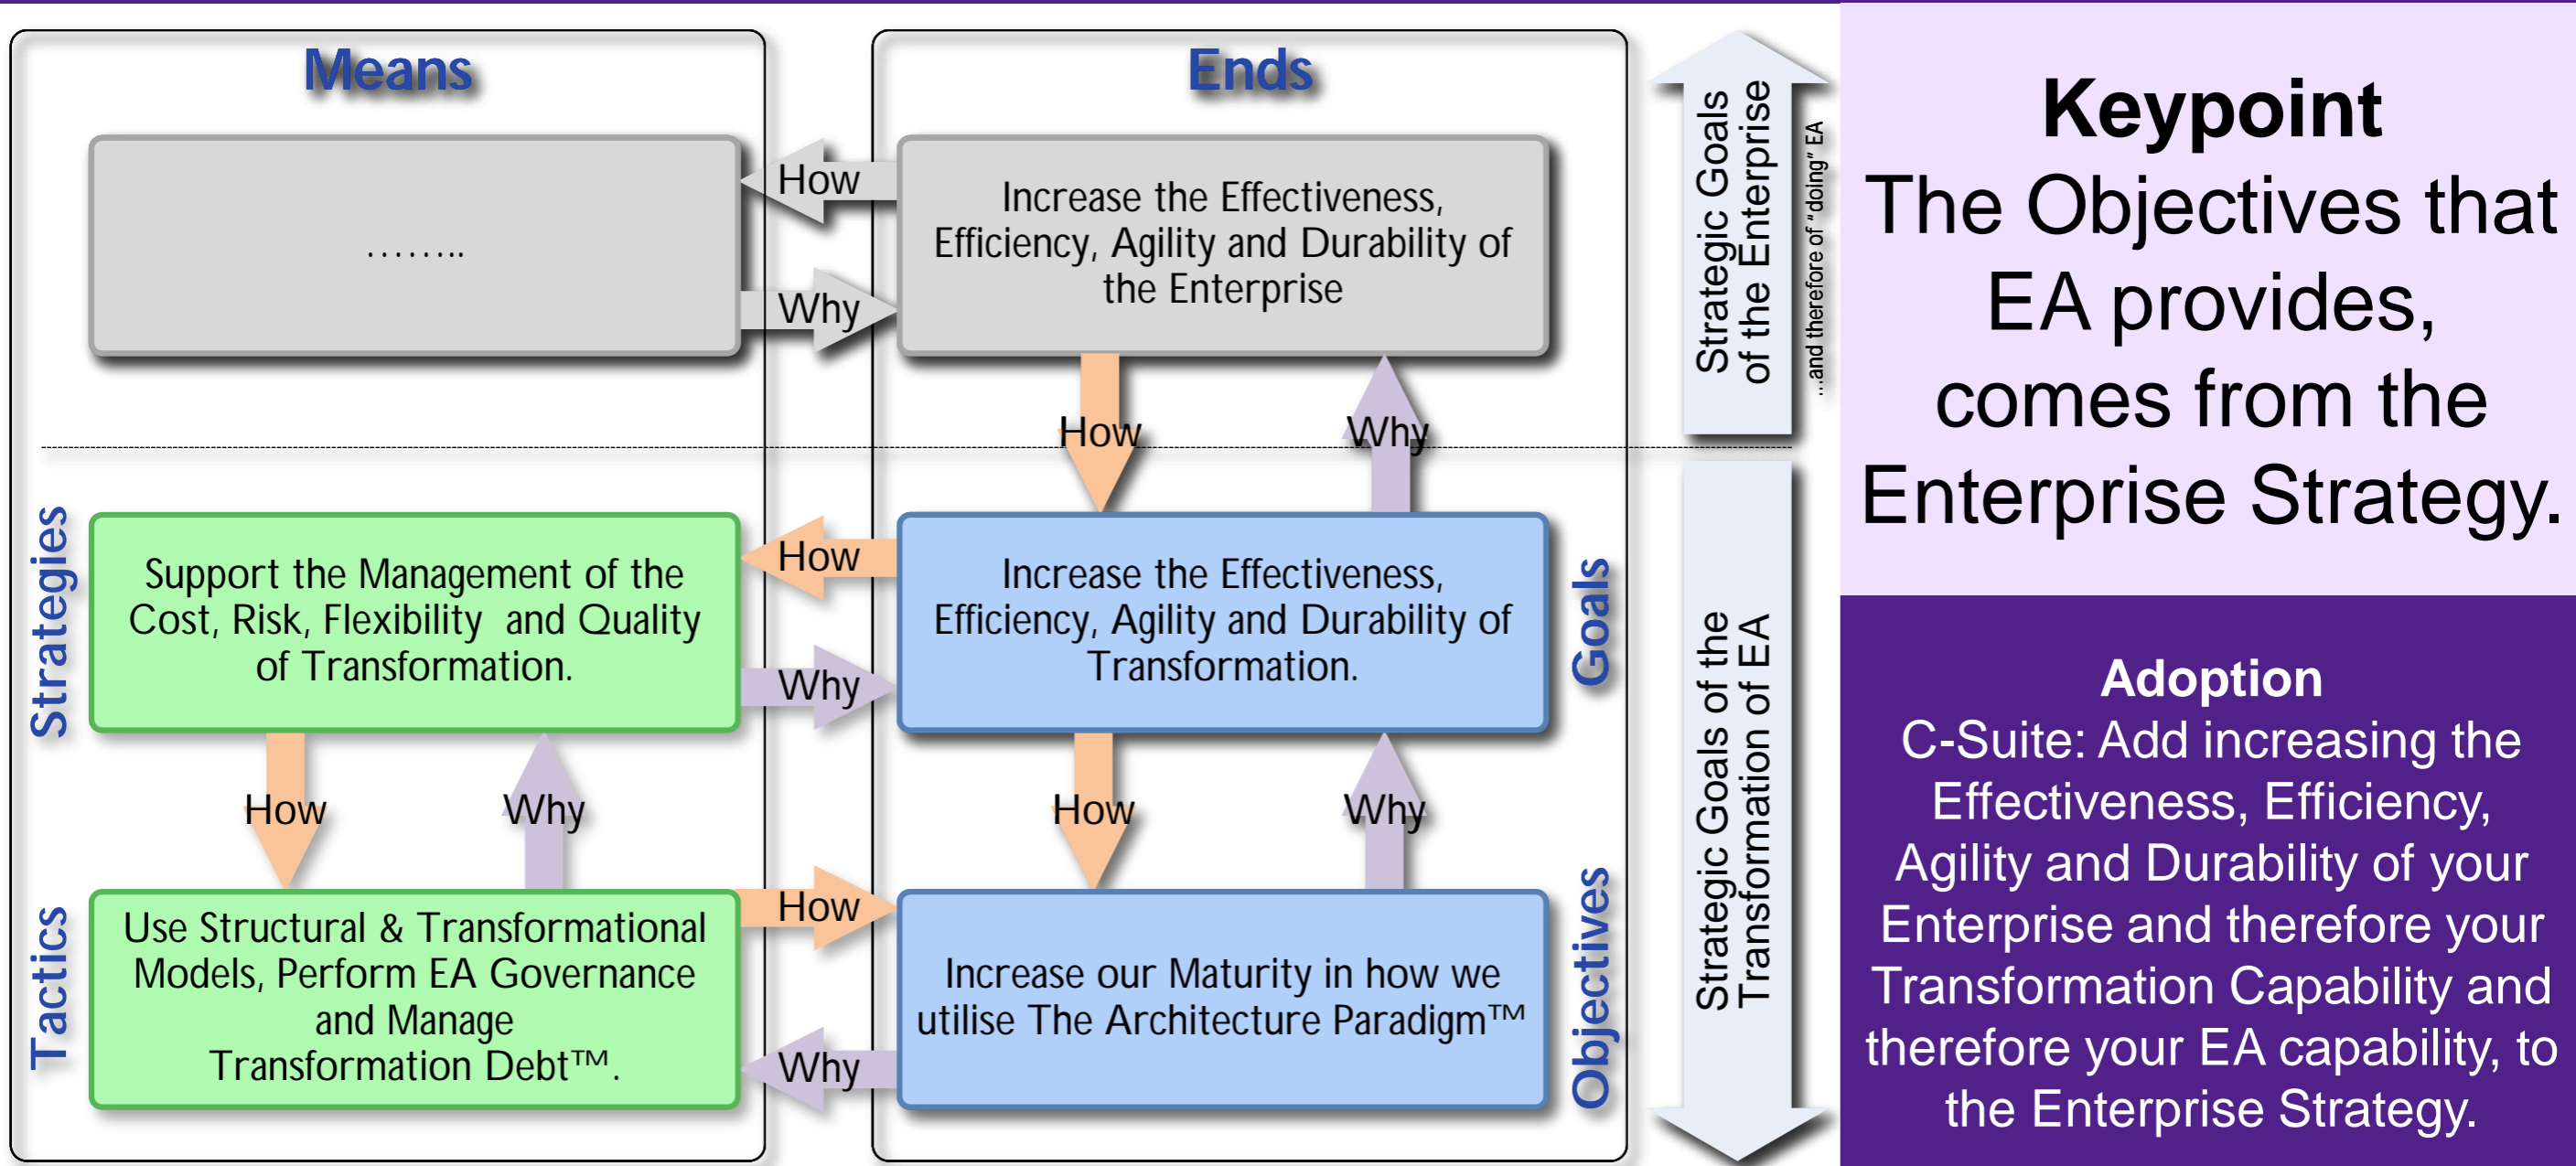 Means
Ends
........
How
Why
Increase the Effectiveness,
Efficiency, Agility and Durability of
the Enterprise
How
Why
Strategic Goals
of the Enterprise
...and therefore of "doing" EA
Strategies
Support the Management of the
Cost, Risk, Flexibility and Quality
of Transformation.
How
Why
Increase the Effectiveness,
Efficiency, Agility and Durability of
Transformation.
Goals
How
Why
How
Why
Tactics
Use Structural & Transformational
Models, Perform EA Governance
and Manage
Transformation Debt™.
How
Why
Increase our Maturity in how we
utilise The Architecture Paradigm™
Objectives
Strategic Goals of the
Transformation of EA
Keypoint
The Objectives that
EA provides,
comes from the
Enterprise Strategy.
Adoption
C-Suite: Add increasing the
Effectiveness, Efficiency,
Agility and Durability of your
Enterprise and therefore your
Transformation Capability and
therefore your EA capability, to
the Enterprise Strategy.